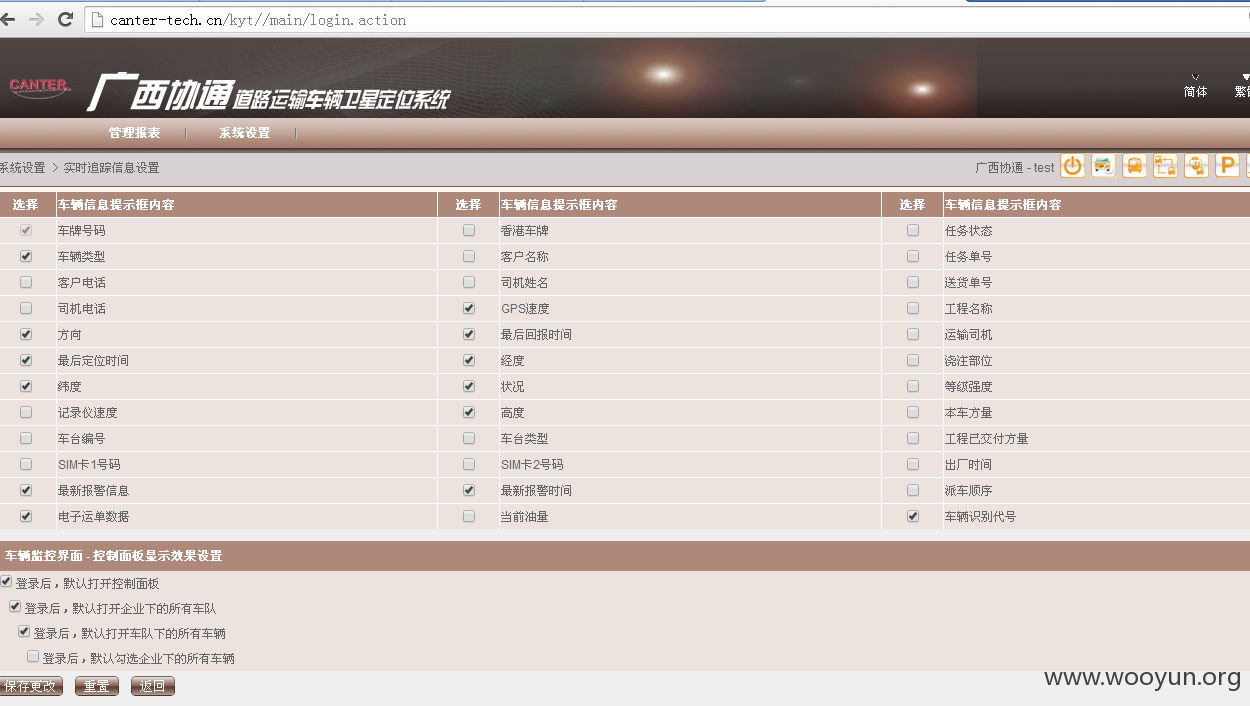 canter-tech.cn/kyt//main/login.action
CANTER
广西协通道路运输车辆卫星定位系统
简体
管理报表 | 系统设置 |
系统设置 > 实时追踪信息设置
广西协通 - test
选择 车辆信息提示框内容 选择 车辆信息提示框内容 选择 车辆信息提示框内容
车牌号码 香港车牌 任务状态
车辆类型 客户名称 任务单号
客户电话 司机姓名 送货单号
司机电话 GPS速度 工程名称
方向 最后回报时间 运输司机
最后定位时间 经度 浇注部位
纬度 状况 等级强度
记录仪速度 高度 本车方量
车台编号 车台类型 工程已交付方量
SIM卡1号码 SIM卡2号码 出厂时间
最新报警信息 最新报警时间 派车顺序
电子运单数据 当前油量 车辆识别代号
车辆监控界面 - 控制面板显示效果设置
登录后，默认打开控制面板
登录后，默认打开企业下的所有车队
登录后，默认打开车队下的所有车辆
登录后，默认勾选企业下的所有车辆
保存更改 重置 返回
www.wooyun.org